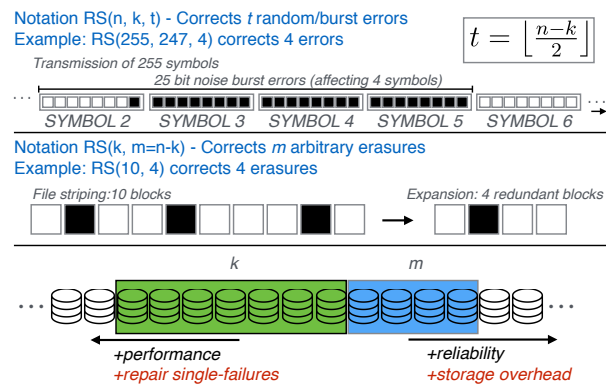 Notation RS(n, k, t) - Corrects t random/burst errors
Example: RS(255, 247, 4) corrects 4 errors
t = ⌊ n−k / 2 ⌋
Transmission of 255 symbols
25 bit noise burst errors (affecting 4 symbols)
... ...
SYMBOL 2 SYMBOL 3 SYMBOL 4 SYMBOL 5 SYMBOL 6
Notation RS(k, m=n-k) - Corrects m arbitrary erasures
Example: RS(10, 4) corrects 4 erasures
File striping:10 blocks Expansion: 4 redundant blocks
k m
... ...
+performance +reliability
+repair single-failures +storage overhead